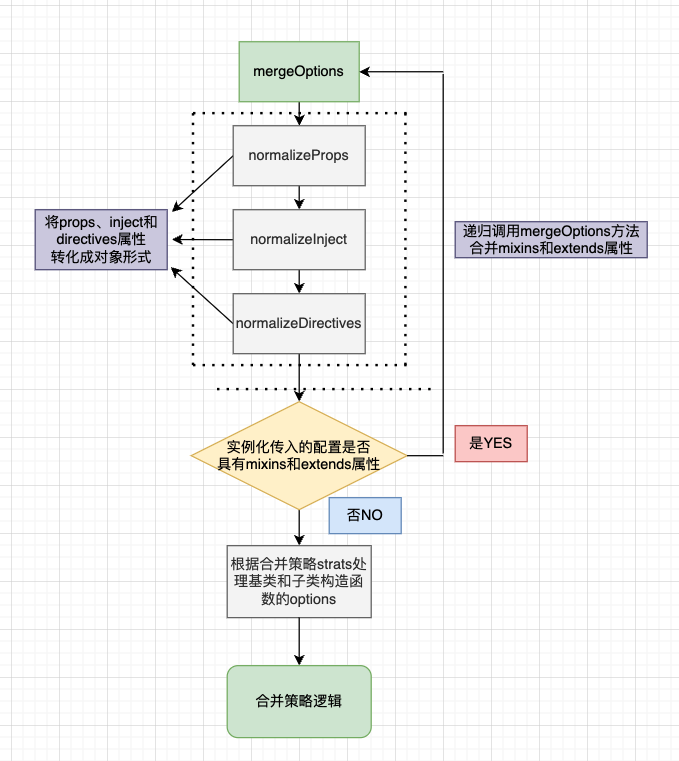 mergeOptions
normalizeProps
将props、inject和
directives属性
转化成对象形式
normalizeInject
递归调用mergeOptions方法
合并mixins和extends属性
normalizeDirectives
实例化传入的配置是否
具有mixins和extends属性
是YES
否NO
根据合并策略strats处
理基类和子类构造函
数的options
合并策略逻辑